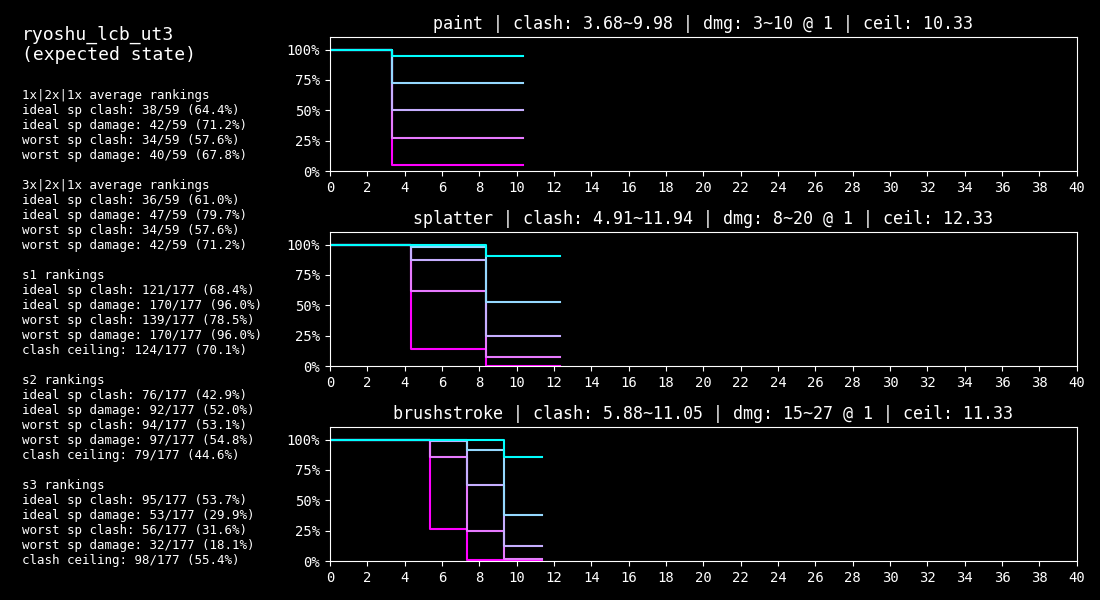 ryoshu_lcb_ut3
(expected state)
1x|2x|1x average rankings
ideal sp clash: 38/59 (64.4%)
ideal sp damage: 42/59 (71.2%)
worst sp clash: 34/59 (57.6%)
worst sp damage: 40/59 (67.8%)
3x|2x|1x average rankings
ideal sp clash: 36/59 (61.0%)
ideal sp damage: 47/59 (79.7%)
worst sp clash: 34/59 (57.6%)
worst sp damage: 42/59 (71.2%)
s1 rankings
ideal sp clash: 121/177 (68.4%)
ideal sp damage: 170/177 (96.0%)
worst sp clash: 139/177 (78.5%)
worst sp damage: 170/177 (96.0%)
clash ceiling: 124/177 (70.1%)
s2 rankings
ideal sp clash: 76/177 (42.9%)
ideal sp damage: 92/177 (52.0%)
worst sp clash: 94/177 (53.1%)
worst sp damage: 97/177 (54.8%)
clash ceiling: 79/177 (44.6%)
s3 rankings
ideal sp clash: 95/177 (53.7%)
ideal sp damage: 53/177 (29.9%)
worst sp clash: 56/177 (31.6%)
worst sp damage: 32/177 (18.1%)
clash ceiling: 98/177 (55.4%)
paint | clash: 3.68~9.98 | dmg: 3~10 @ 1 | ceil: 10.33
100%
75%
50%
25%
0%
0 2 4 6 8 10 12 14 16 18 20 22 24 26 28 30 32 34 36 38 40
splatter | clash: 4.91~11.94 | dmg: 8~20 @ 1 | ceil: 12.33
100%
75%
50%
25%
0%
0 2 4 6 8 10 12 14 16 18 20 22 24 26 28 30 32 34 36 38 40
brushstroke | clash: 5.88~11.05 | dmg: 15~27 @ 1 | ceil: 11.33
100%
75%
50%
25%
0%
0 2 4 6 8 10 12 14 16 18 20 22 24 26 28 30 32 34 36 38 40